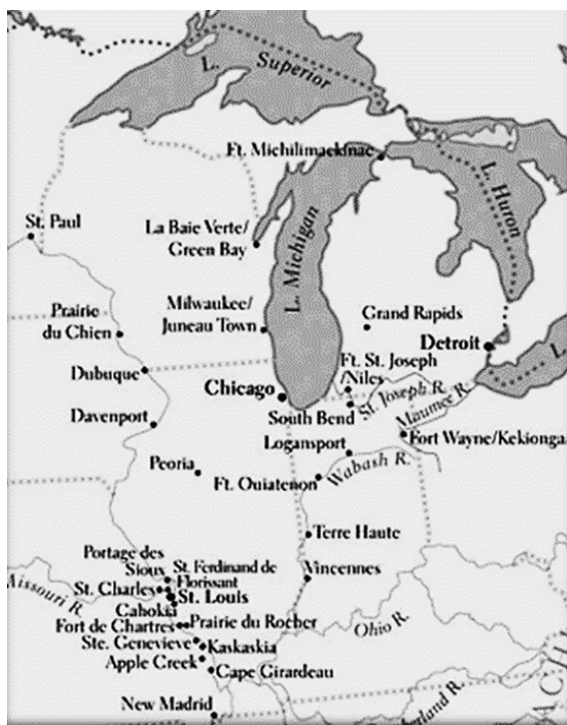 L. Superior
Ft. Michilimackinac
L. Huron
St. Paul
La Baie Verte/
Green Bay
L. Michigan
Prairie
du Chien
Milwaukee/
Juneau Town
Grand Rapids
Detroit
L.
Dubuque
Ft. St. Joseph
/Niles
Chicago
St. Joseph R.
Maumee R.
South Bend
Davenport
Logansport
Fort Wayne/Kekionga
Peoria
Ft. Ouiatenon
Wabash R.
Terre Haute
Portage des
Sioux
St. Ferdinand de
Florissant
Vincennes
Missouri R.
St. Charles
St. Louis
Cahokia
Fort de Chartres
Prairie du Rocher
Ohio R.
Ste. Genevieve
Kaskaskia
Apple Creek
Cape Girardeau
New Madrid
erland R.
A C H